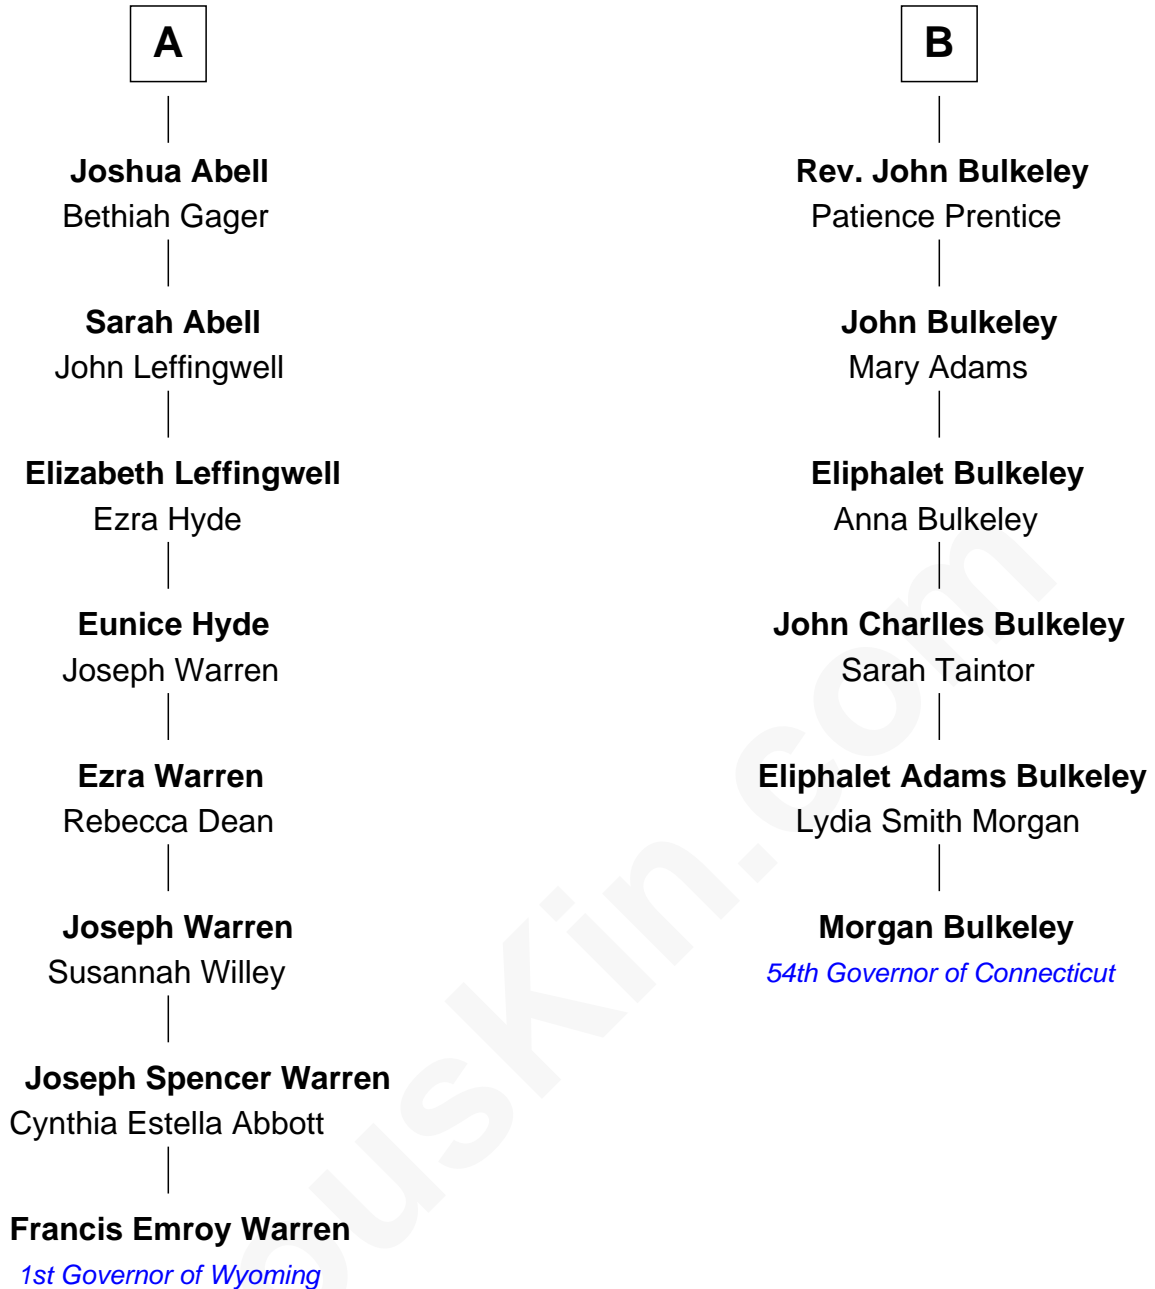 A
Joshua Abell
Bethiah Gager
Sarah Abell
John Leffingwell
Elizabeth Leffingwell
Ezra Hyde
Eunice Hyde
Joseph Warren
Ezra Warren
Rebecca Dean
Joseph Warren
Susannah Willey
Joseph Spencer Warren
Cynthia Estella Abbott
Francis Emroy Warren
1st Governor of Wyoming
B
Rev. John Bulkeley
Patience Prentice
John Bulkeley
Mary Adams
Eliphalet Bulkeley
Anna Bulkeley
John Charlles Bulkeley
Sarah Taintor
Eliphalet Adams Bulkeley
Lydia Smith Morgan
Morgan Bulkeley
54th Governor of Connecticut
ousKin.com